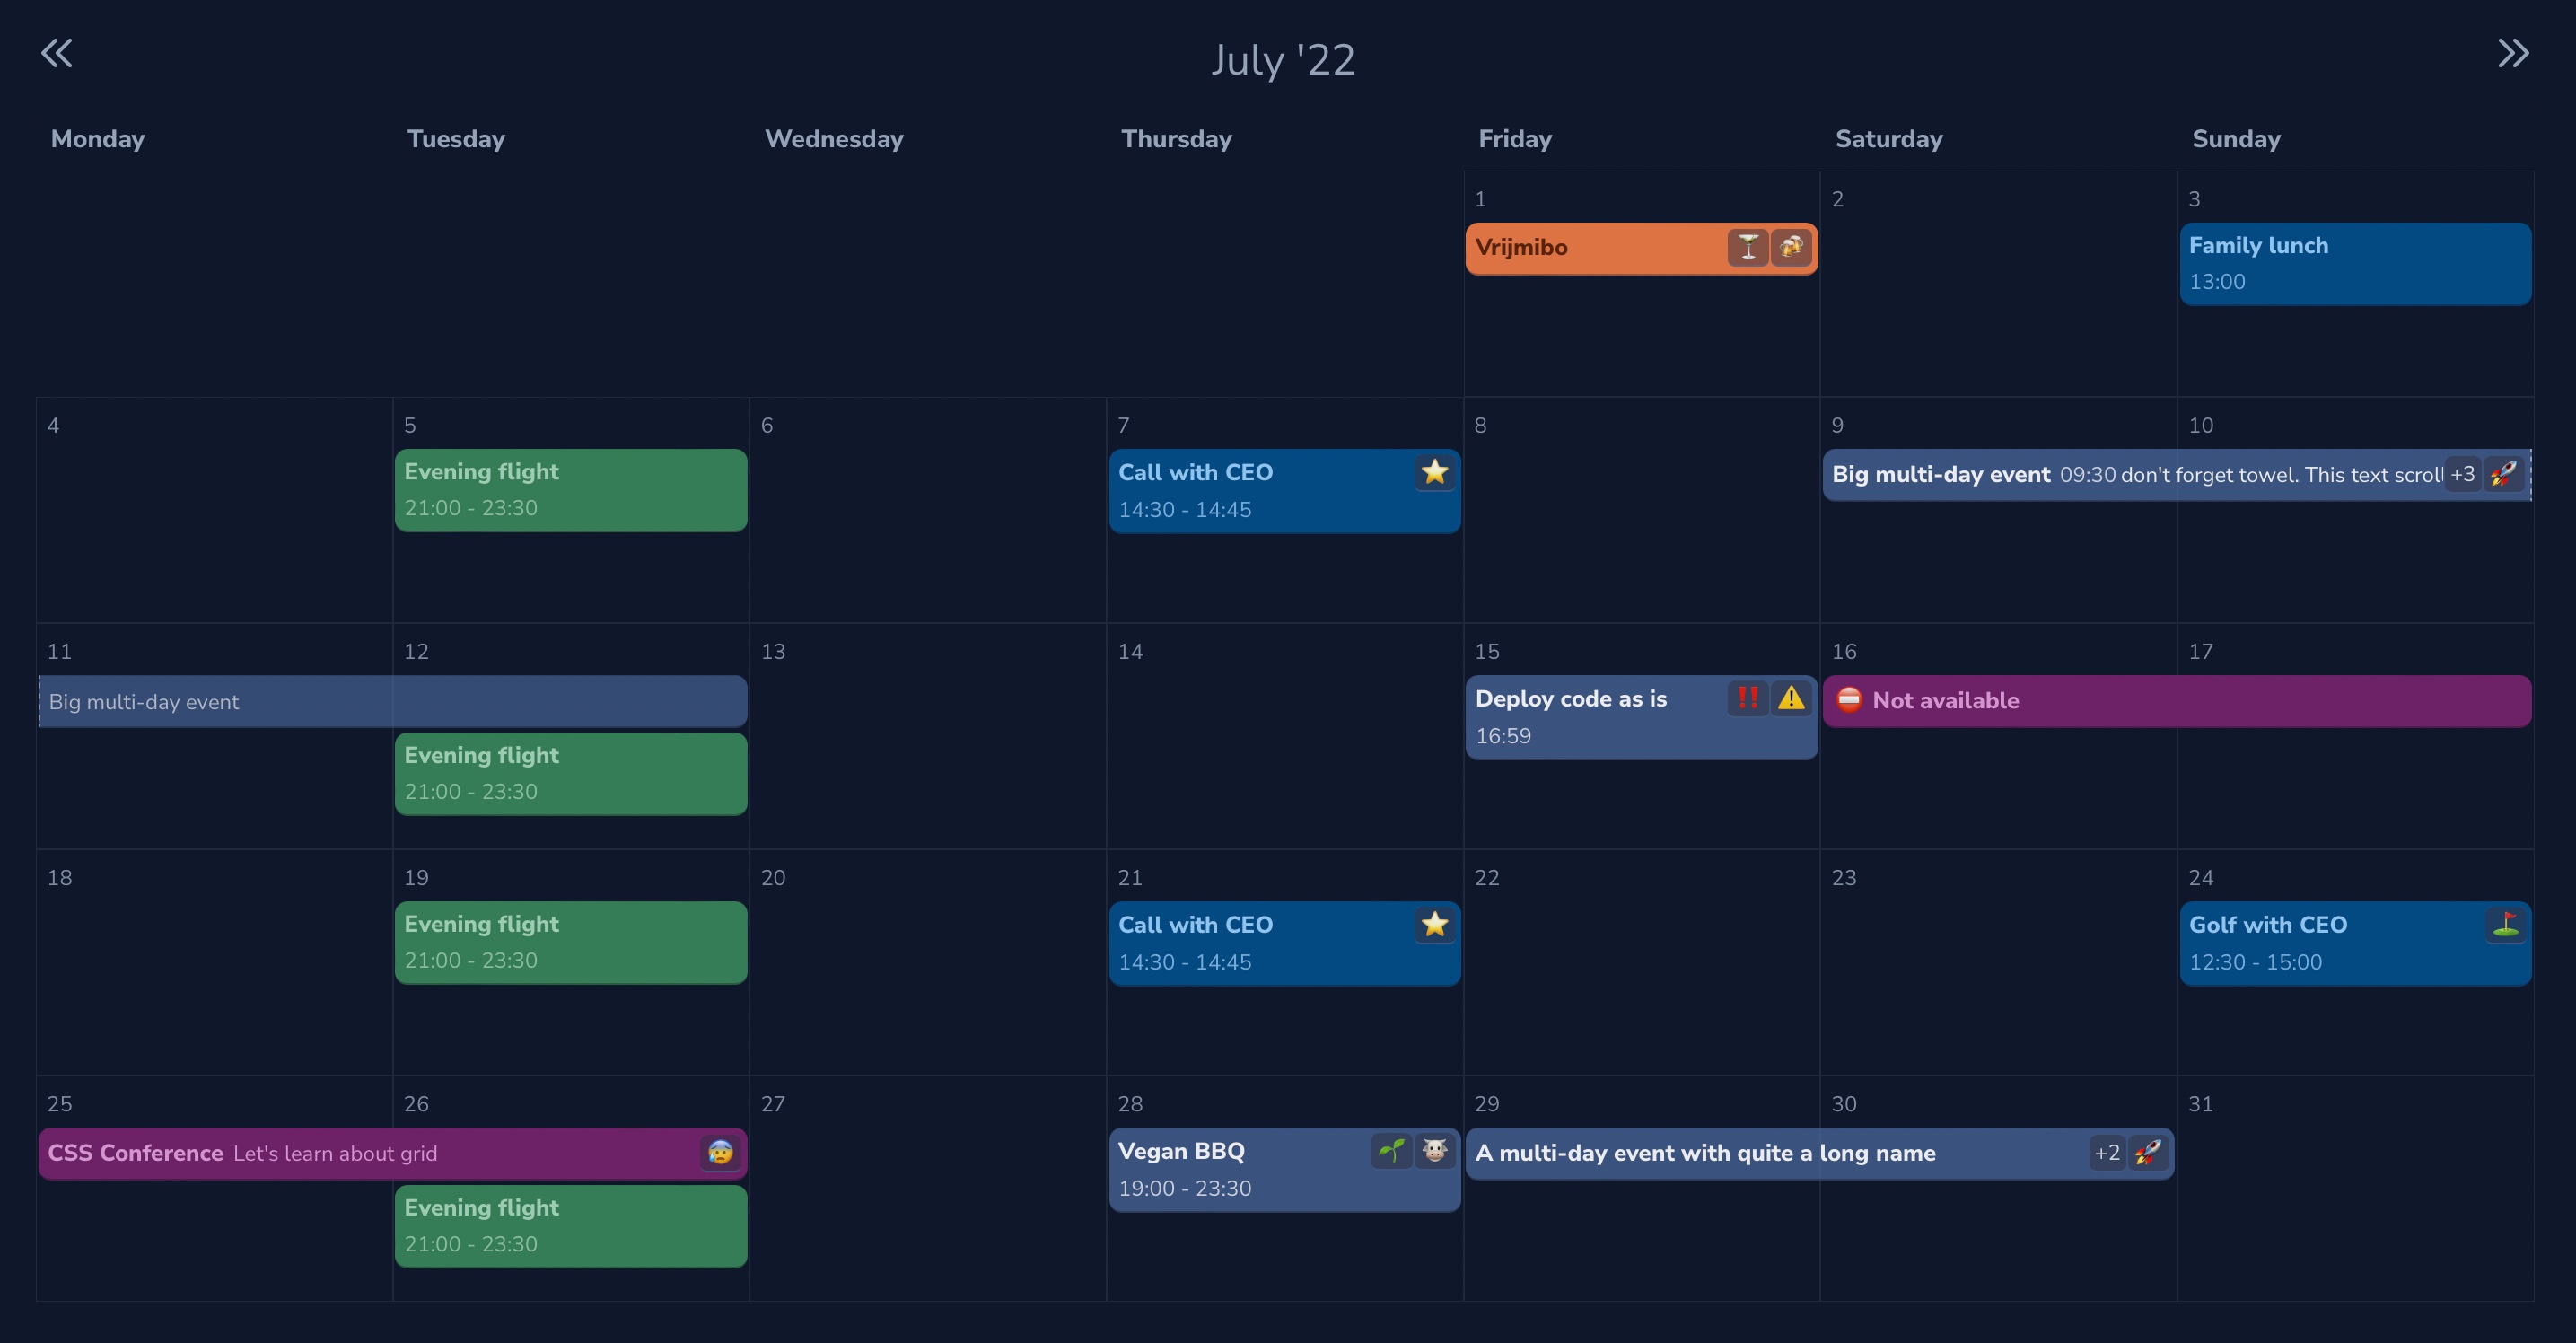 July '22
Monday Tuesday Wednesday Thursday Friday Saturday Sunday
1 2 3
Vrijmibo
Family lunch
13:00
4 5 6 7 8 9 10
Evening flight
21:00 - 23:30
Call with CEO
14:30 - 14:45
Big multi-day event 09:30 don't forget towel. This text scroll +3
11 12 13 14 15 16 17
Big multi-day event
Evening flight
21:00 - 23:30
Deploy code as is
16:59
Not available
18 19 20 21 22 23 24
Evening flight
21:00 - 23:30
Call with CEO
14:30 - 14:45
Golf with CEO
12:30 - 15:00
25 26 27 28 29 30 31
CSS Conference Let's learn about grid
Evening flight
21:00 - 23:30
Vegan BBQ
19:00 - 23:30
A multi-day event with quite a long name +2